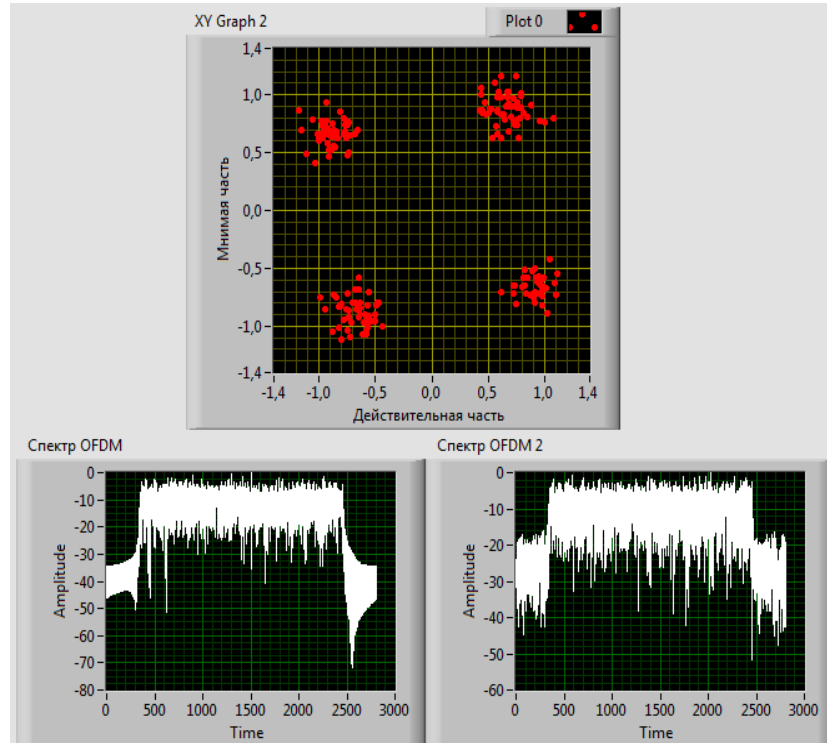 XY Graph 2
Plot 0
1,4
1,0
0,5
0,0
-0,5
-1,0
-1,4
Мнимая часть
-1,4 -1,0 -0,5 0,0 0,5 1,0 1,4
Действительная часть
Спектр OFDM
0
-10
-20
-30
-40
-50
-60
-70
-80
Amplitude
0 500 1000 1500 2000 2500 3000
Time
Спектр OFDM 2
0
-10
-20
-30
-40
-50
-60
Amplitude
0 500 1000 1500 2000 2500 3000
Time